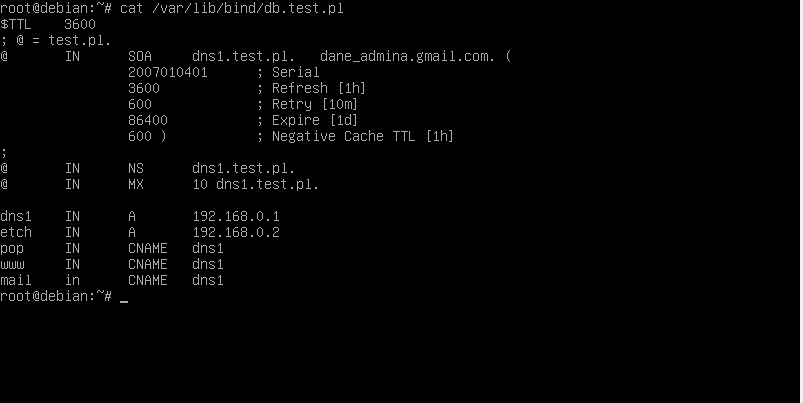 root@debian:~# cat /var/lib/bind/db.test.pl
$TTL    3600
; @ = test.pl.
@       IN      SOA     dns1.test.pl.   dane_admina.gmail.com. (
                2007010401      ; Serial
                3600            ; Refresh [1h]
                600             ; Retry [10m]
                86400           ; Expire [1d]
                600 )           ; Negative Cache TTL [1h]
;
@       IN      NS      dns1.test.pl.
@       IN      MX      10 dns1.test.pl.

dns1    IN      A       192.168.0.1
etch    IN      A       192.168.0.2
pop     IN      CNAME   dns1
www     IN      CNAME   dns1
mail    in      CNAME   dns1
root@debian:~# _